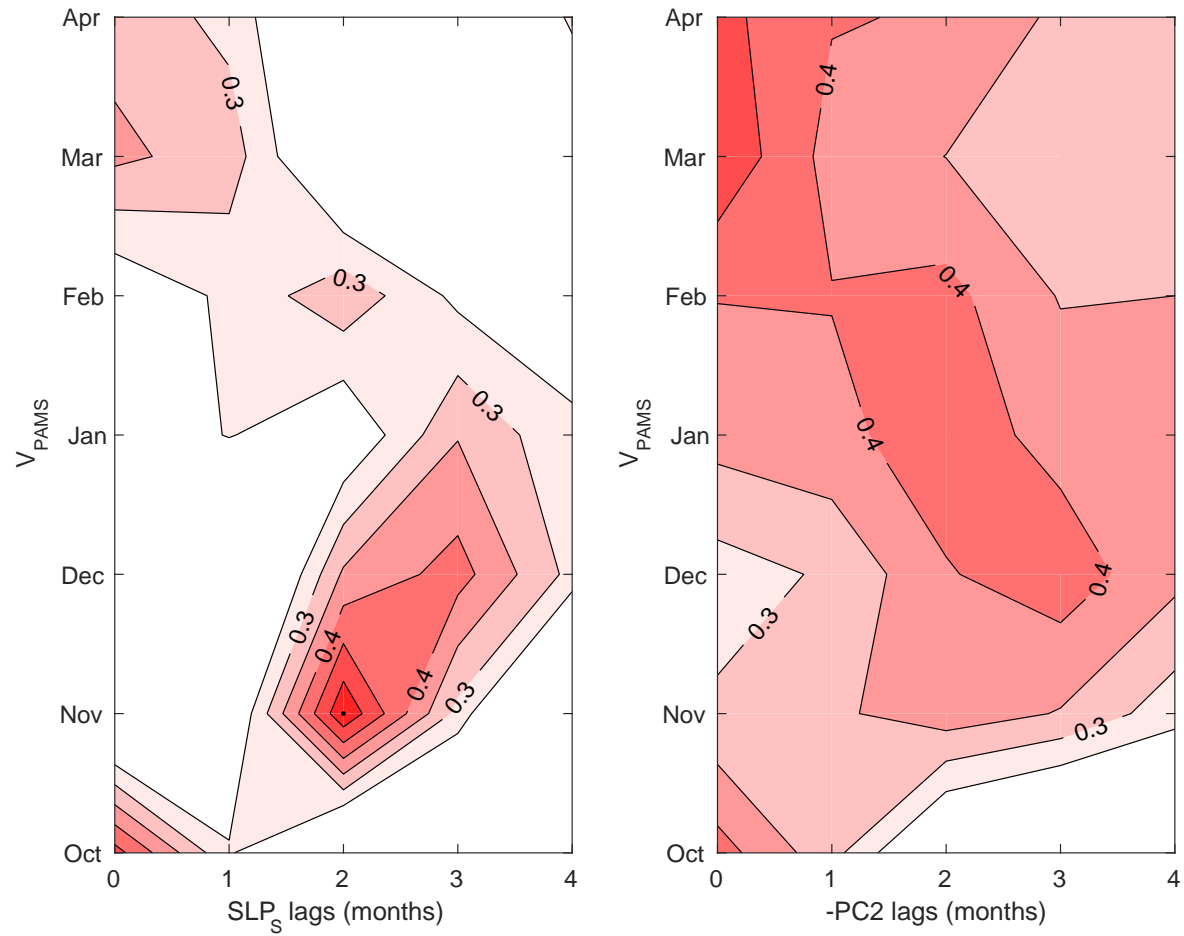 Apr
Mar
Feb
Jan
Dec
Nov
Oct
V_PAMS
0.3
0.3
0.3
0.3
0.4
0.4
0.3
0 1 2 3 4
SLP_S lags (months)
Apr
Mar
Feb
Jan
Dec
Nov
Oct
V_PAMS
0.4
0.4
0.4
0.4
0.3
0.3
0 1 2 3 4
-PC2 lags (months)